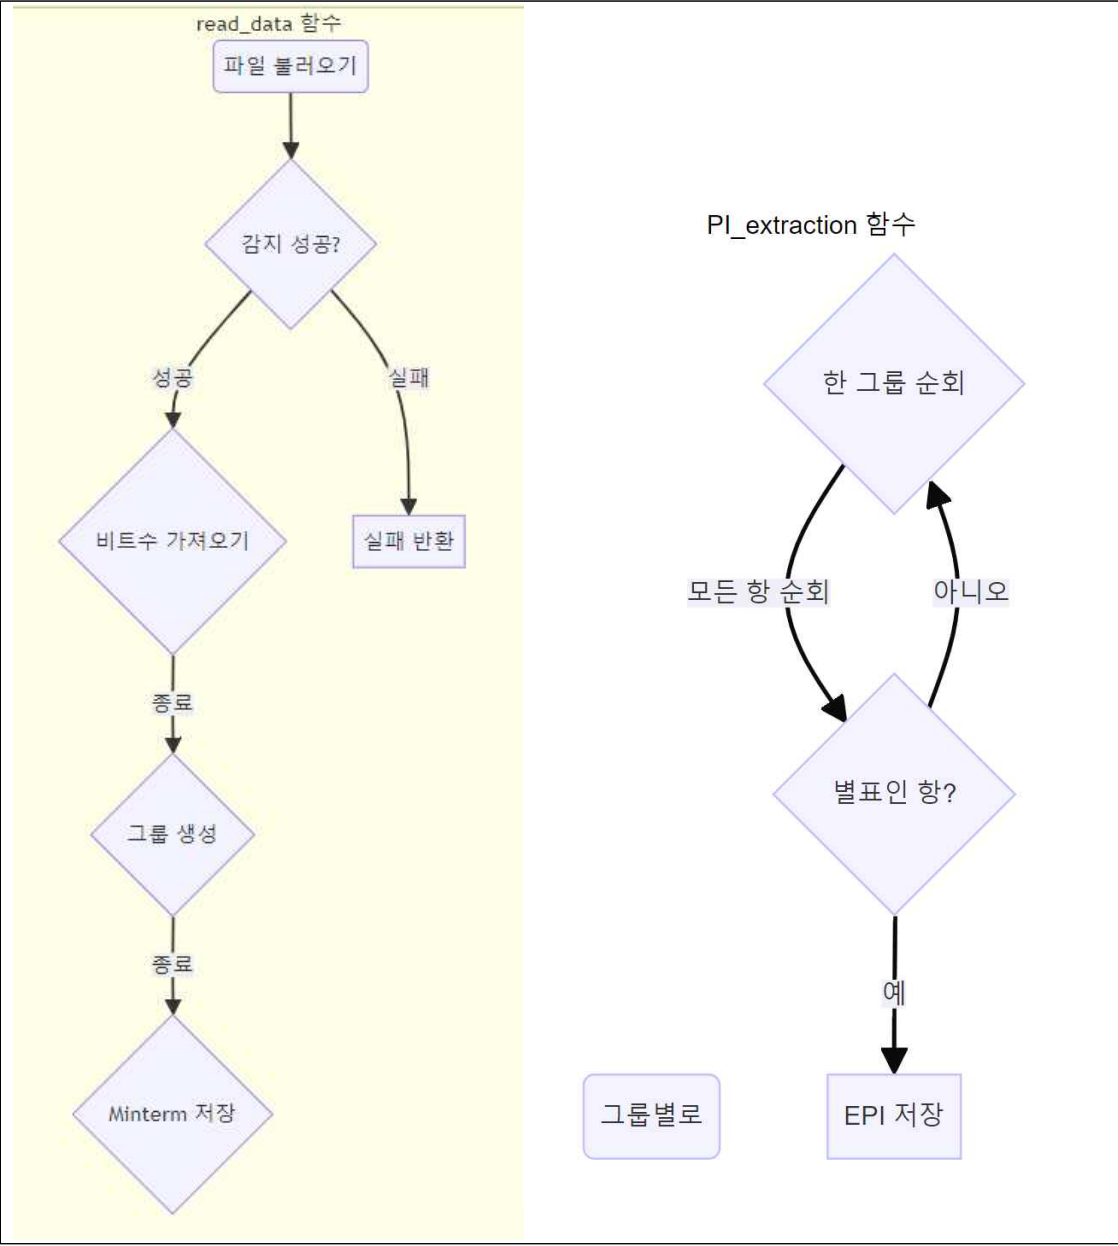 read_data 함수
파일 불러오기
감지 성공?
성공
실패
비트수 가져오기
실패 반환
종료
그룹 생성
종료
Minterm 저장
PI_extraction 함수
한 그룹 순회
모든 항 순회
아니오
별표인 항?
예
그룹별로
EPI 저장